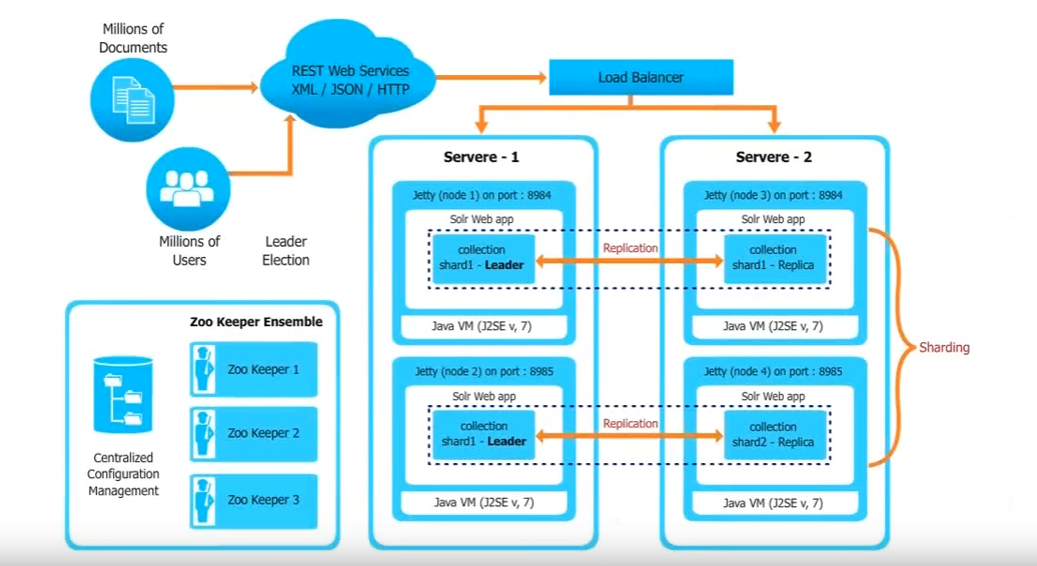 Millions of
Documents
REST Web Services
XML / JSON / HTTP
Load Balancer
Millions of
Users
Leader
Election
Servere - 1
Jetty (node 1) on port : 8984
Solr Web app
collection
shard1 - Leader
Java VM (J2SE v, 7)
Jetty (node 2) on port : 8985
Solr Web app
collection
shard1 - Leader
Java VM (J2SE v, 7)
Replication
Replication
Servere - 2
Jetty (node 3) on port : 8984
Solr Web app
collection
shard1 - Replica
Java VM (J2SE v, 7)
Jetty (node 4) on port : 8985
Solr Web app
collection
shard2 - Replica
Java VM (J2SE v, 7)
Sharding
Zoo Keeper Ensemble
Zoo Keeper 1
Zoo Keeper 2
Zoo Keeper 3
Centralized
Configuration
Management